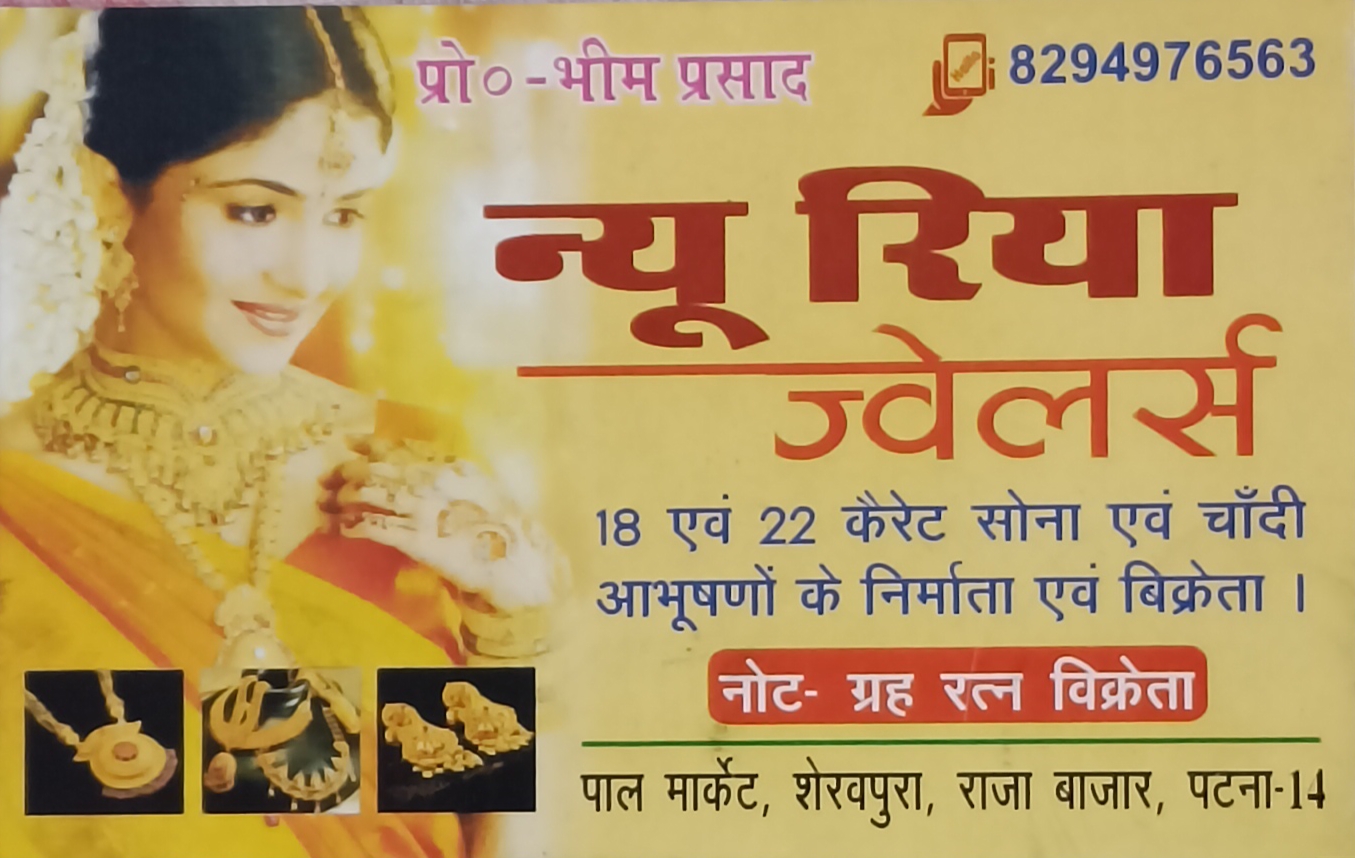 प्रो०-भीम प्रसाद
8294976563
न्यू रिया
ज्वेलर्स
18 एवं 22 कैरेट सोना एवं चाँदी
आभूषणों के निर्माता एवं बिक्रेता ।
नोट- ग्रह रत्न विक्रेता
पाल मार्केट, शेरवपुरा, राजा बाजार, पटना-14